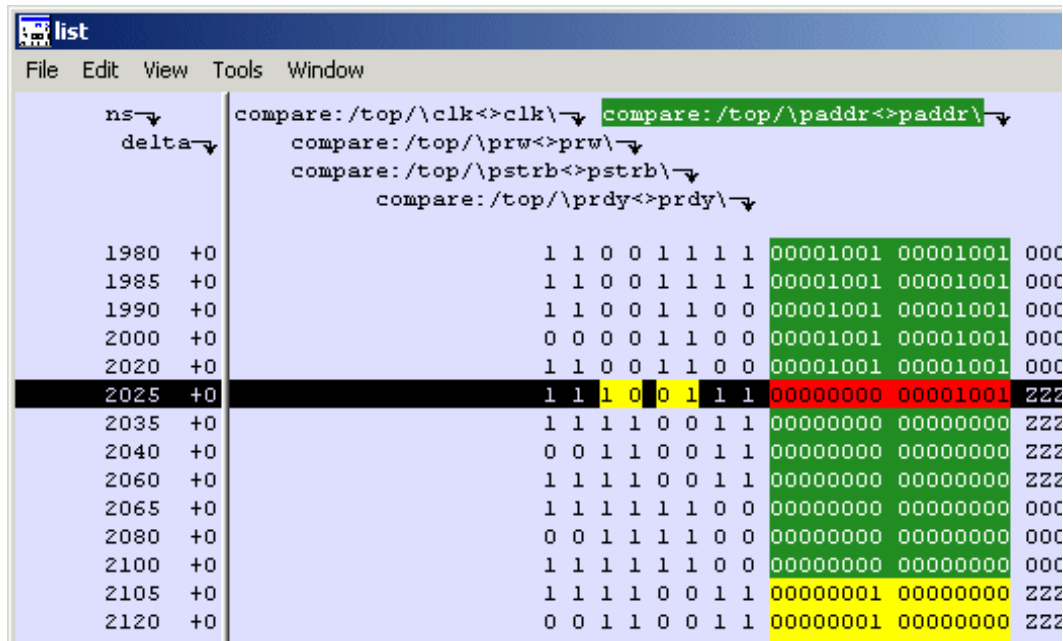 list
File Edit View Tools Window
ns compare:/top/\clk<>clk\ compare:/top/\paddr<>paddr\
delta compare:/top/\prw<>prw\
compare:/top/\pstrb<>pstrb\
compare:/top/\prdy<>prdy\
1980 +0 1 1 0 0 1 1 1 1 00001001 00001001 000
1985 +0 1 1 0 0 1 1 1 1 00001001 00001001 000
1990 +0 1 1 0 0 1 1 0 0 00001001 00001001 000
2000 +0 0 0 0 0 1 1 0 0 00001001 00001001 000
2020 +0 1 1 0 0 1 1 0 0 00001001 00001001 000
2025 +0 1 1 1 0 0 1 1 1 00000000 00001001 ZZZ
2035 +0 1 1 1 1 0 0 1 1 00000000 00000000 ZZZ
2040 +0 0 0 1 1 0 0 1 1 00000000 00000000 ZZZ
2060 +0 1 1 1 1 0 0 1 1 00000000 00000000 ZZZ
2065 +0 1 1 1 1 1 1 0 0 00000000 00000000 000
2080 +0 0 0 1 1 1 1 0 0 00000000 00000000 000
2100 +0 1 1 1 1 1 1 0 0 00000000 00000000 000
2105 +0 1 1 1 1 0 0 1 1 00000001 00000000 ZZZ
2120 +0 0 0 1 1 0 0 1 1 00000001 00000000 ZZZ